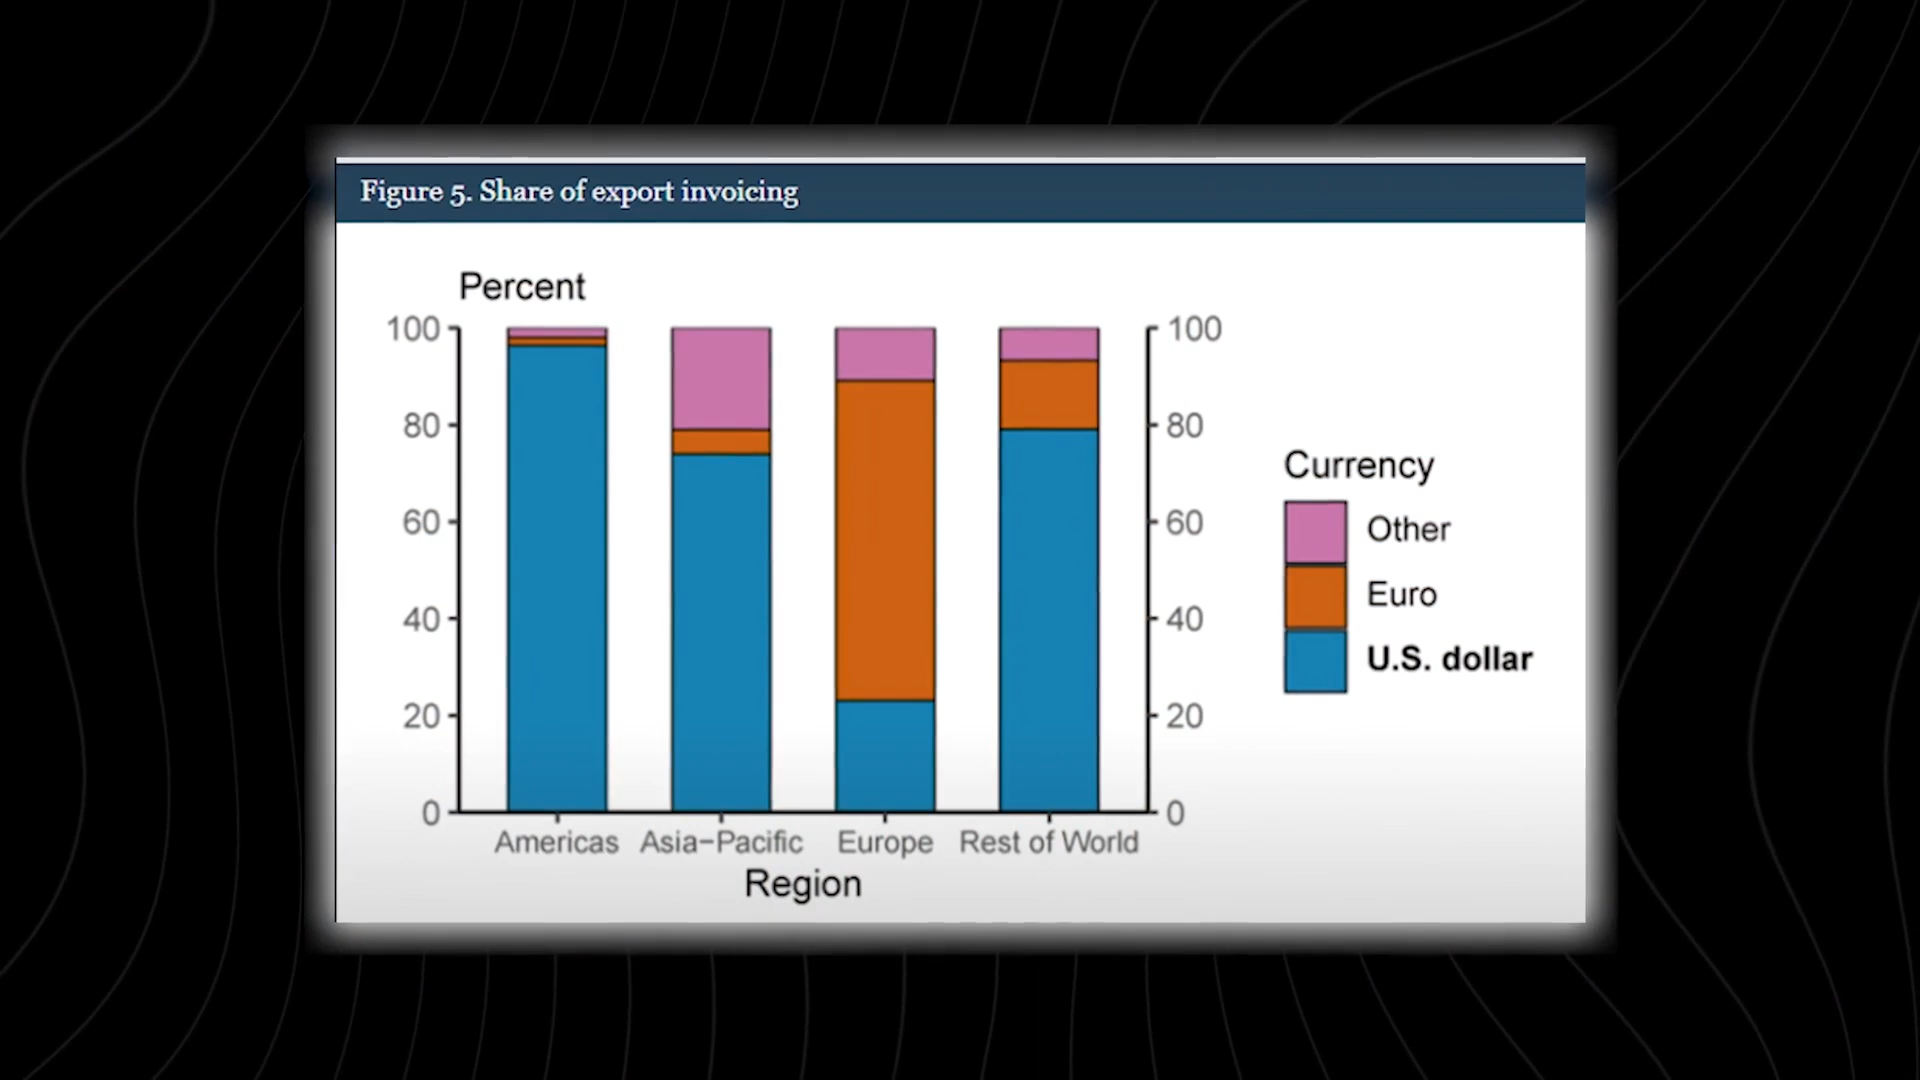 Figure 5. Share of export invoicing
Percent
100
80
60
40
20
0
100
80
60
40
20
0
Americas Asia−Pacific Europe Rest of World
Region
Currency
Other
Euro
U.S. dollar